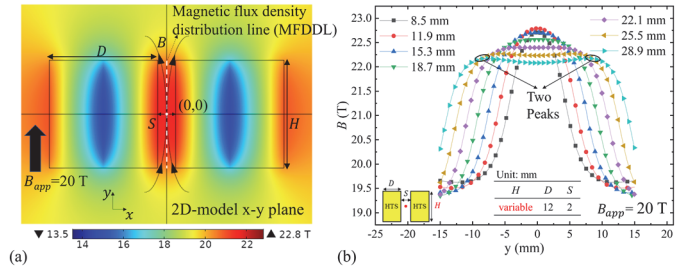 Magnetic flux density
distribution line (MFDDL)
D
B
S
(0,0)
H
B_app=20 T
y
x
2D-model x-y plane
▼ 13.5
14
16
18
20
22
▲ 22.8 T
(a)
23.0
22.5
22.0
21.5
21.0
20.5
20.0
19.5
19.0
B (T)
8.5 mm
11.9 mm
15.3 mm
18.7 mm
22.1 mm
25.5 mm
28.9 mm
Two
Peaks
D
S
HTS
HTS
H
Unit: mm
H D S
variable 12 2
B_app= 20 T
-25 -20 -15 -10 -5 0 5 10 15 20 25
y (mm)
(b)